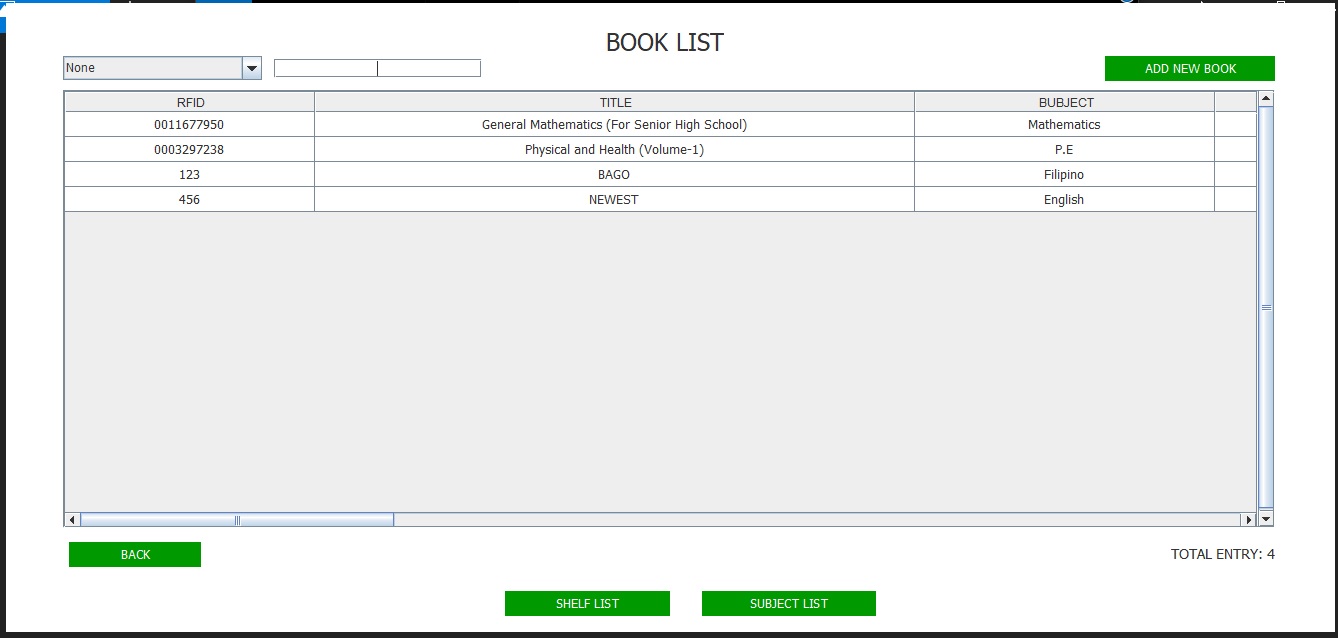 BOOK LIST
None
ADD NEW BOOK
RFID TITLE BUBJECT
0011677950 General Mathematics (For Senior High School) Mathematics
0003297238 Physical and Health (Volume-1) P.E
123 BAGO Filipino
456 NEWEST English
BACK
TOTAL ENTRY: 4
SHELF LIST SUBJECT LIST